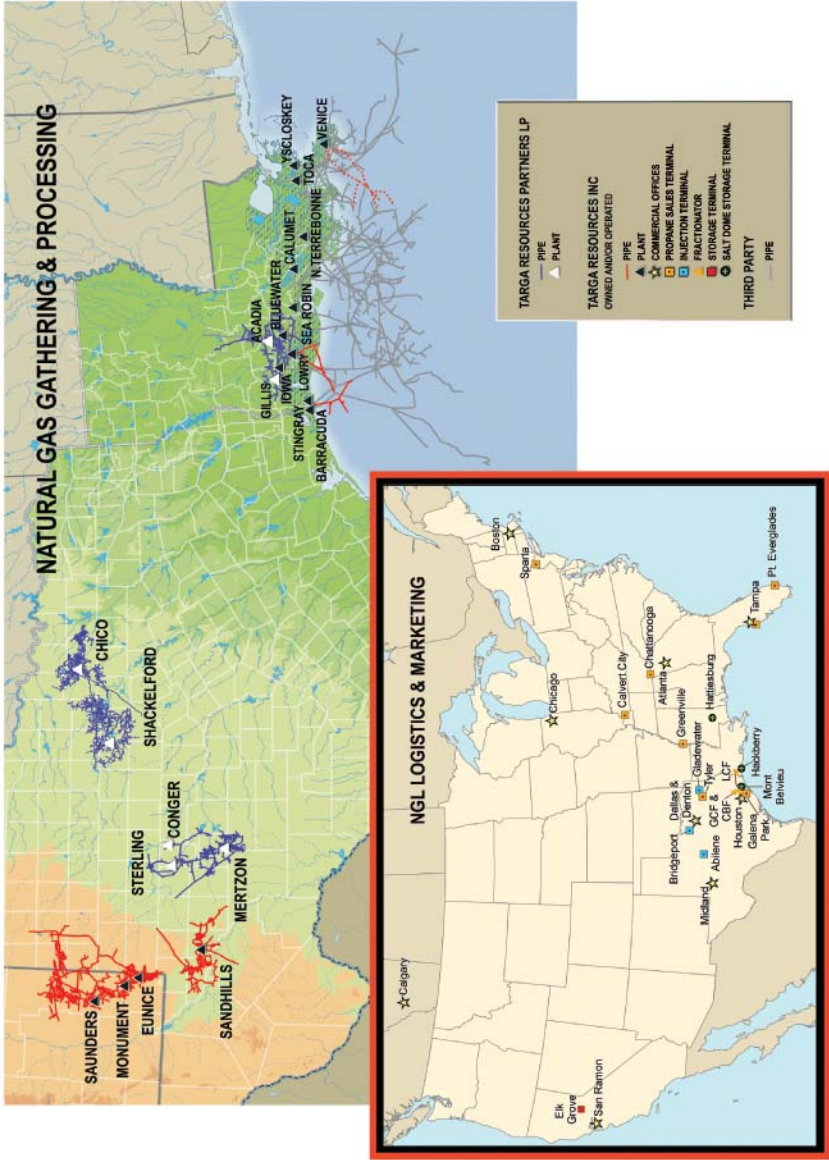 NATURAL GAS GATHERING & PROCESSING
SAUNDERS
MONUMENT
EUNICE
SANDHILLS
STERLING
CONGER
MERTZON
SHACKELFORD
CHICO
GILLIS
ACADIA
BLUEWATER
IOWA
LOWRY
SEA ROBIN
STINGRAY
BARRACUDA
CALUMET
N.TERREBONNE
TOCA
YSCLOSKEY
VENICE
TARGA RESOURCES PARTNERS LP
PIPE
PLANT
TARGA RESOURCES INC
OWNED AND/OR OPERATED
PIPE
PLANT
COMMERCIAL OFFICES
PROPANE SALES TERMINAL
INJECTION TERMINAL
FRACTIONATOR
STORAGE TERMINAL
SALT DOME STORAGE TERMINAL
THIRD PARTY
PIPE
NGL LOGISTICS & MARKETING
Calgary
Elk
Grove
San Ramon
Chicago
Boston
Sparta
Calvert City
Chattanooga
Atlanta
Greenville
Hattiesburg
Tampa
Pt. Everglades
Dallas &
Denton
Bridgeport
Gladewater
Tyler
Abilene
Midland
GCF &
CBF
LCF
Houston
Galena
Park
Mont
Belvieu
Hackberry